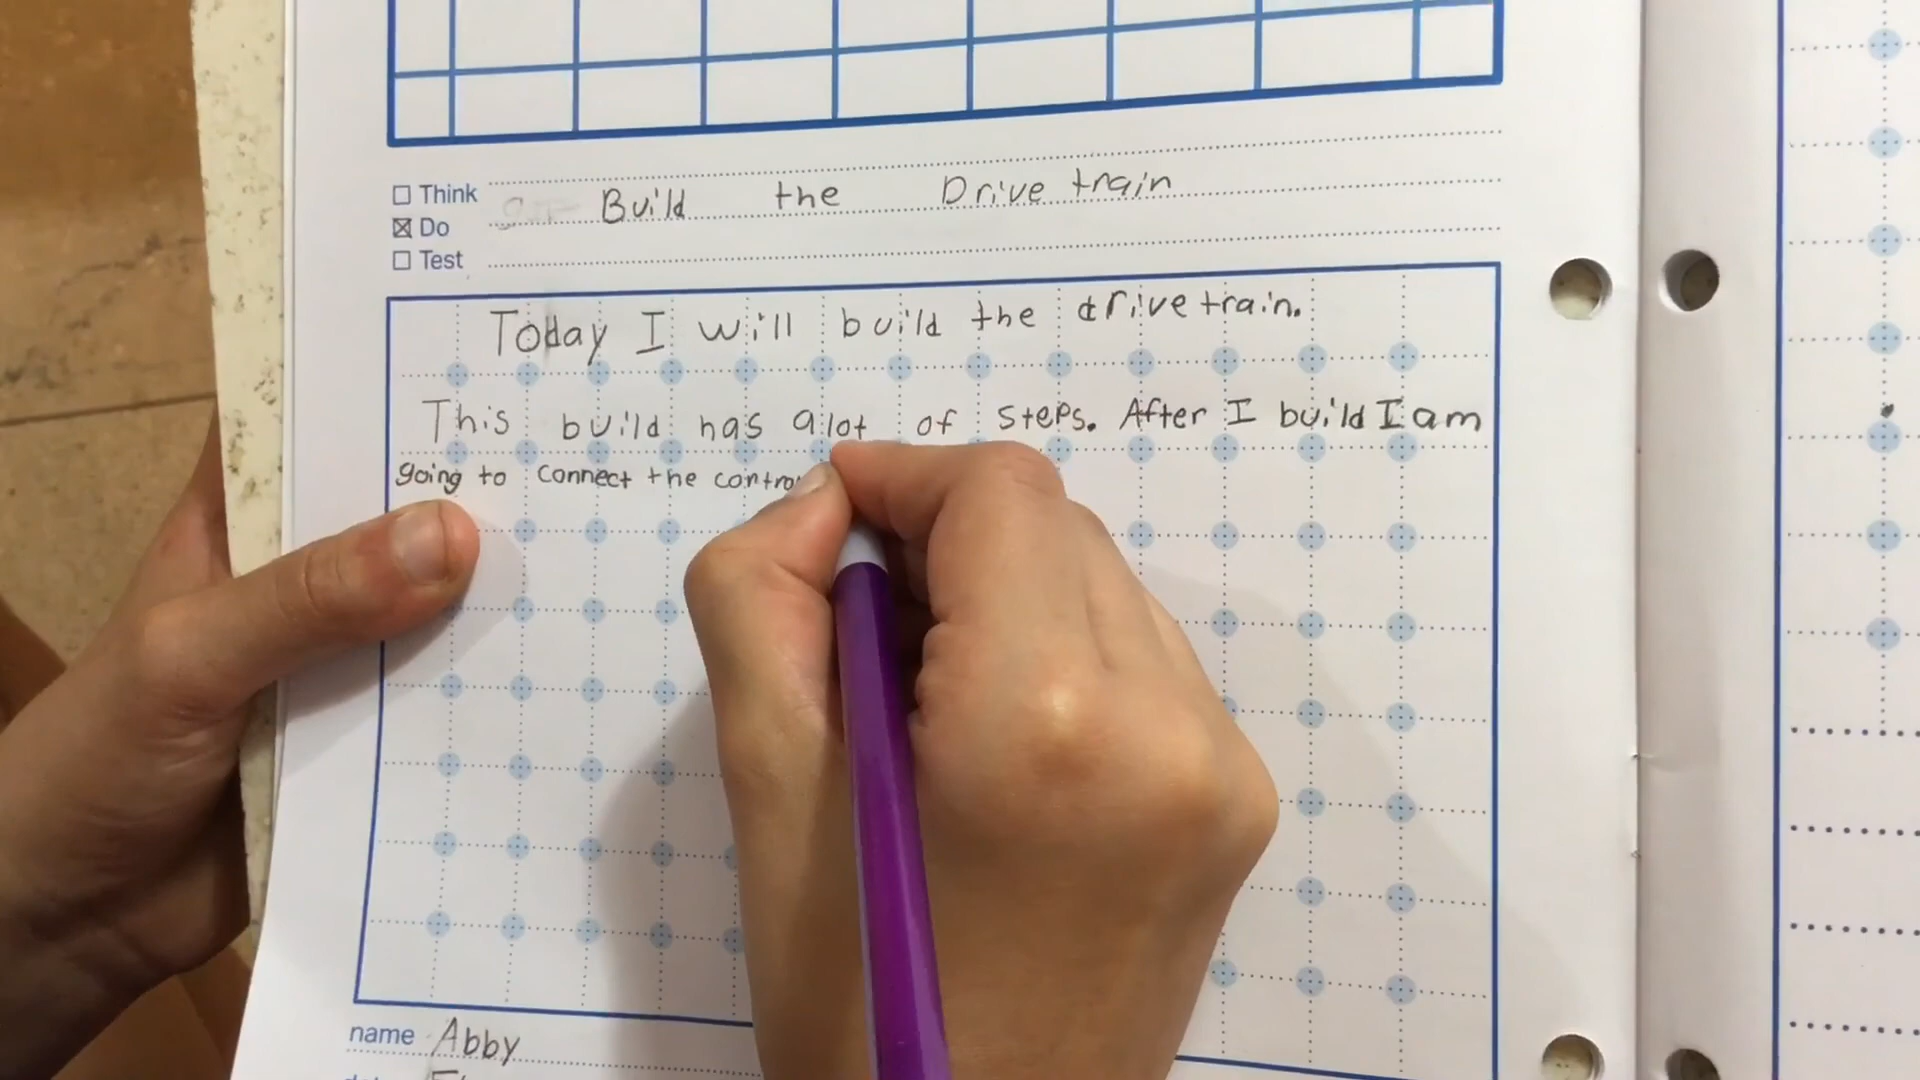 Think
Build the Drive train
Do
Test
Today I will build the drive train.
This build has a lot of steps. After I build I am
going to connect the
name Abby